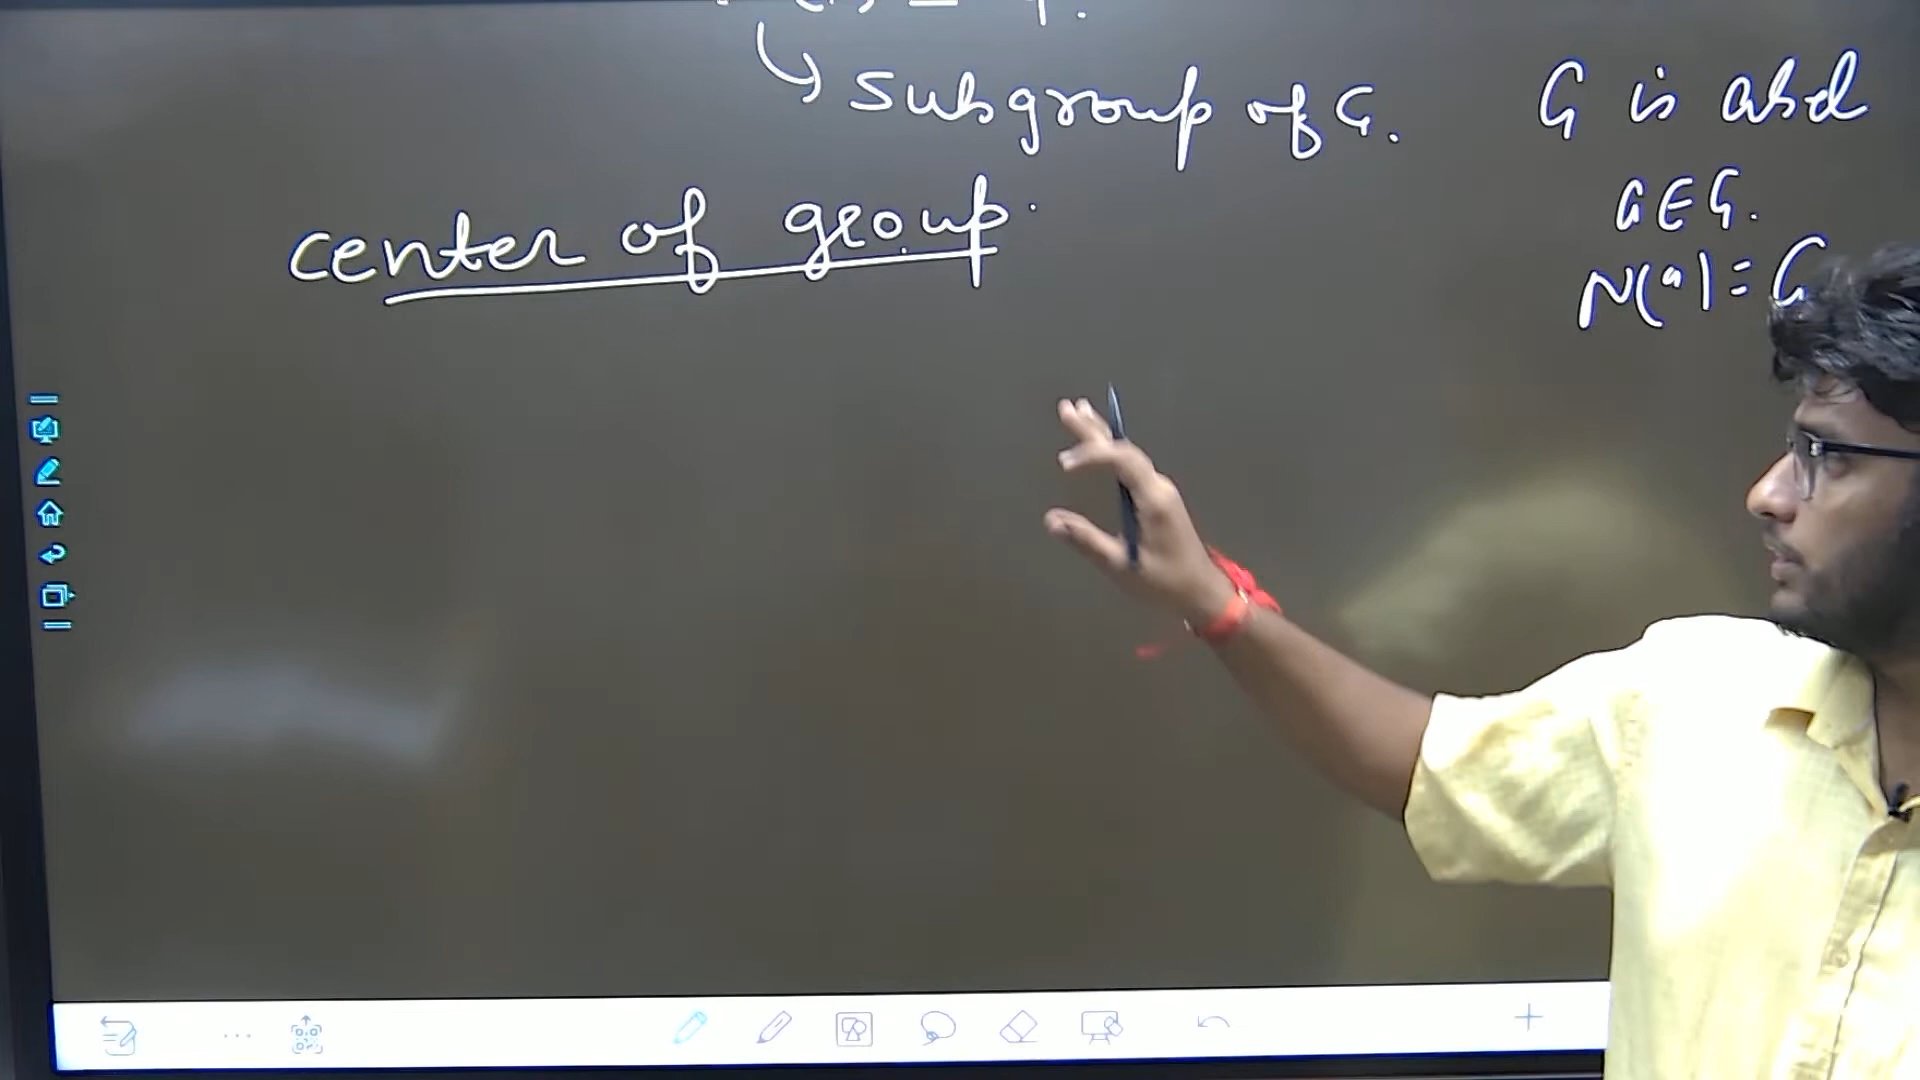 Subgroup of G.
G is abel
a ∈ G.
N(a) = G
center of group.